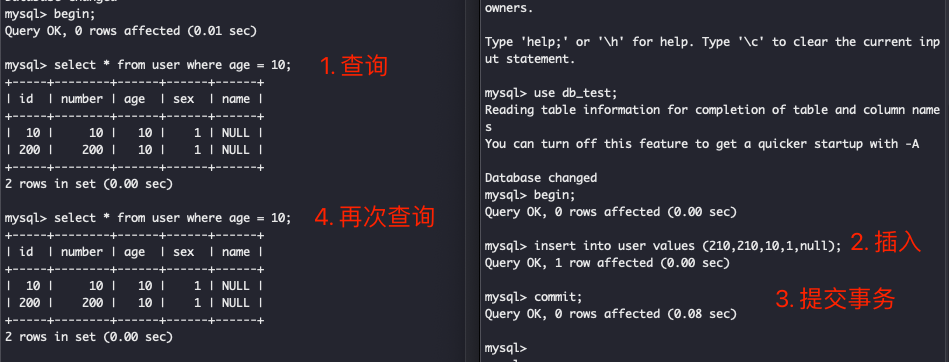 Database changed
mysql> begin;
Query OK, 0 rows affected (0.01 sec)
mysql> select * from user where age = 10; 1. 查询
+-----+--------+------+------+------+
| id | number | age | sex | name |
+-----+--------+------+------+------+
| 10 | 10 | 10 | 1 | NULL |
| 200 | 200 | 10 | 1 | NULL |
+-----+--------+------+------+------+
2 rows in set (0.00 sec)
mysql> select * from user where age = 10; 4. 再次查询
+-----+--------+------+------+------+
| id | number | age | sex | name |
+-----+--------+------+------+------+
| 10 | 10 | 10 | 1 | NULL |
| 200 | 200 | 10 | 1 | NULL |
+-----+--------+------+------+------+
2 rows in set (0.00 sec)
owners.
Type 'help;' or '\h' for help. Type '\c' to clear the current inp
ut statement.
mysql> use db_test;
Reading table information for completion of table and column name
s
You can turn off this feature to get a quicker startup with -A
Database changed
mysql> begin;
Query OK, 0 rows affected (0.00 sec)
mysql> insert into user values (210,210,10,1,null); 2. 插入
Query OK, 1 row affected (0.00 sec)
mysql> commit; 3. 提交事务
Query OK, 0 rows affected (0.08 sec)
mysql>